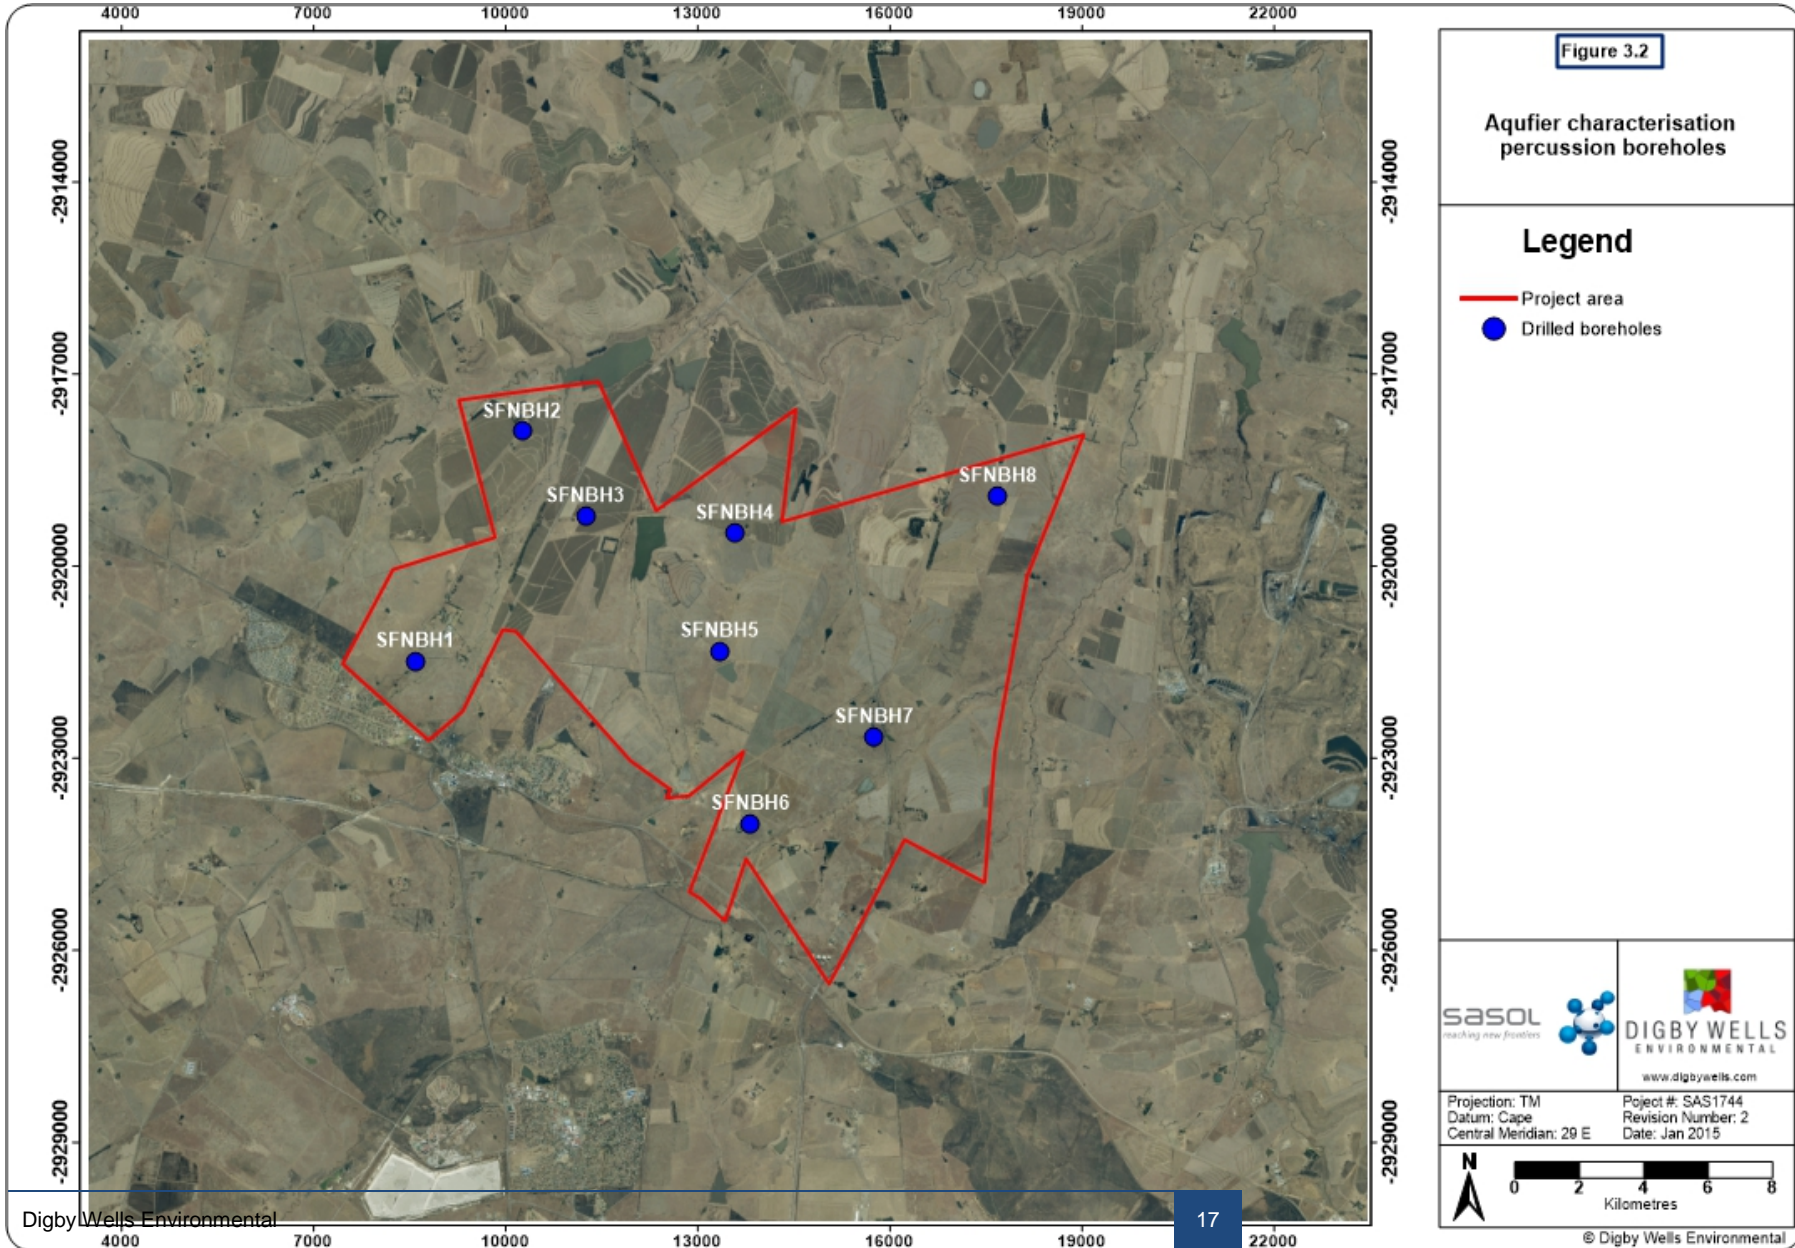 4000 7000 10000 13000 16000 19000 22000
-2914000
-2917000
-2920000
-2923000
-2926000
-2929000
SFNBH2
SFNBH3
SFNBH8
SFNBH4
SFNBH1
SFNBH5
SFNBH7
SFNBH6
-2914000
-2917000
-2920000
-2923000
-2926000
-2929000
4000 7000 10000 13000 16000 19000 22000
Figure 3.2
Aqufier characterisation
percussion boreholes
Legend
Project area
Drilled boreholes
sasol
reaching new frontiers
DIGBY WELLS
ENVIRONMENTAL
www.digbywells.com
Projection: TM
Datum: Cape
Central Meridian: 29 E
Poject #: SAS1744
Revision Number: 2
Date: Jan 2015
N
0 2 4 6 8
Kilometres
© Digby Wells Environmental
Digby Wells Environmental
17